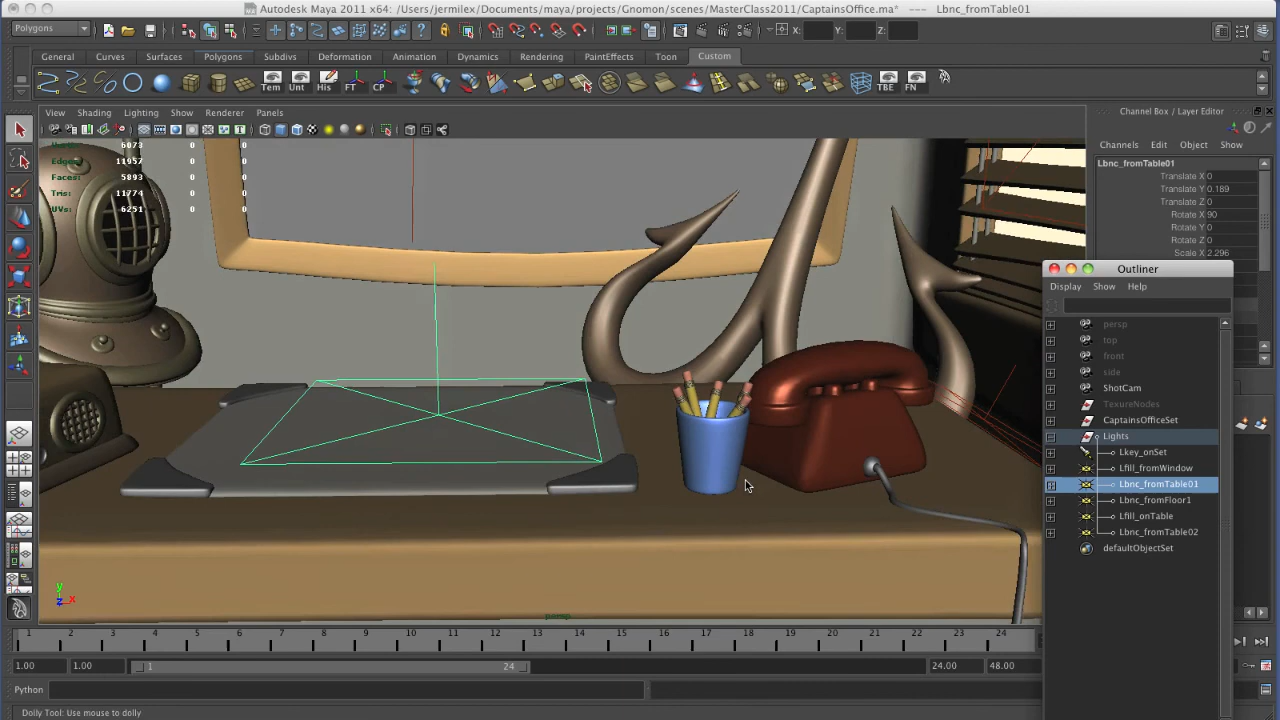 Autodesk Maya 2011 x64: /Users/jermilex/Documents/maya/projects/Gnomon/scenes/MasterClass2011/CaptainsOffice.ma* --- Lbnc_fromTable01
Polygons X: Y: Z:
General Curves Surfaces Polygons Subdivs Deformation Animation Dynamics Rendering PaintEffects Toon Custom
Tem Unt His FT CP TBE FN
View Shading Lighting Show Renderer Panels
Channel Box / Layer Editor
Channels Edit Object Show
6073 0 0
Edges: 11957 0 0
Faces: 5893 0 0
Tris: 11774 0 0
UVs: 6251 0 0
Lbnc_fromTable01
Translate X 0
Translate Y 0.189
Translate Z 0
Rotate X 90
Rotate Y 0
Rotate Z 0
Scale X 2.296
Outliner
Display Show Help
persp
top
front
side
ShotCam
TexureNodes
CaptainsOfficeSet
Lights
Lkey_onSet
Lfill_fromWindow
Lbnc_fromTable01
Lbnc_fromFloor1
Lfill_onTable
Lbnc_fromTable02
defaultObjectSet
y
z x
persp
1 2 3 4 5 6 7 8 9 10 11 12 13 14 15 16 17 18 19 20 21 22 23 24
1.00 1.00 1 24 24.00 48.00
Python
Dolly Tool: Use mouse to dolly